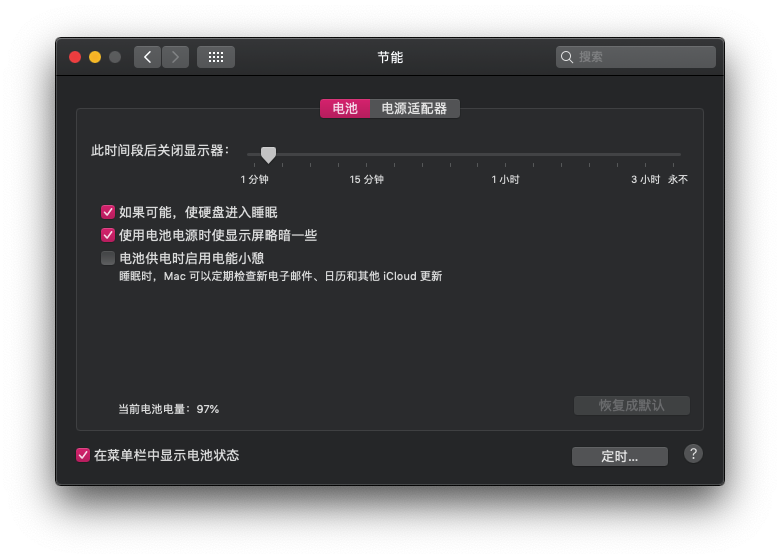 节能
搜索
电池 电源适配器
此时间段后关闭显示器：
1 分钟 15 分钟 1 小时 3 小时 永不
如果可能，使硬盘进入睡眠
使用电池电源时使显示屏略暗一些
电池供电时启用电能小憩
睡眠时，Mac 可以定期检查新电子邮件、日历和其他 iCloud 更新
当前电池电量：97%
恢复成默认
在菜单栏中显示电池状态
定时...
?